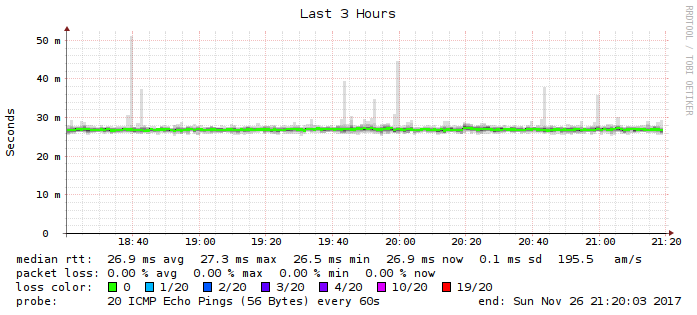 Last 3 Hours
RRDTOOL / TOBI OETIKER
Seconds
50 m
40 m
30 m
20 m
10 m
0
18:40 19:00 19:20 19:40 20:00 20:20 20:40 21:00 21:20
median rtt: 26.9 ms avg 27.3 ms max 26.5 ms min 26.9 ms now 0.1 ms sd 195.5 am/s
packet loss: 0.00 % avg 0.00 % max 0.00 % min 0.00 % now
loss color: 0 1/20 2/20 3/20 4/20 10/20 19/20
probe: 20 ICMP Echo Pings (56 Bytes) every 60s end: Sun Nov 26 21:20:03 2017